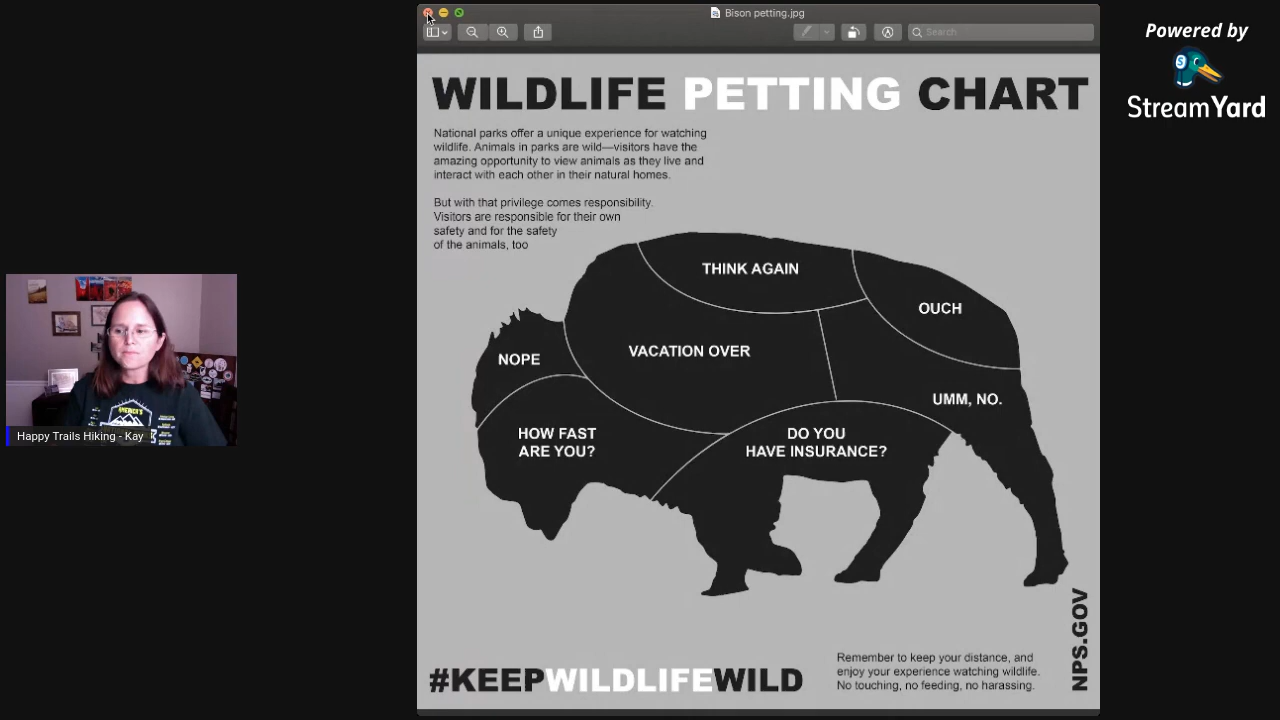 Bison petting.jpg
Search
Powered by
StreamYard
WILDLIFE PETTING CHART
National parks offer a unique experience for watching
wildlife. Animals in parks are wild—visitors have the
amazing opportunity to view animals as they live and
interact with each other in their natural homes.
But with that privilege comes responsibility.
Visitors are responsible for their own
safety and for the safety
of the animals, too
THINK AGAIN
OUCH
NOPE
VACATION OVER
UMM, NO.
HOW FAST
ARE YOU?
DO YOU
HAVE INSURANCE?
AMERICA'S
Happy Trails Hiking - Kay
NPS.GOV
#KEEPWILDLIFEWILD
Remember to keep your distance, and
enjoy your experience watching wildlife.
No touching, no feeding, no harassing.